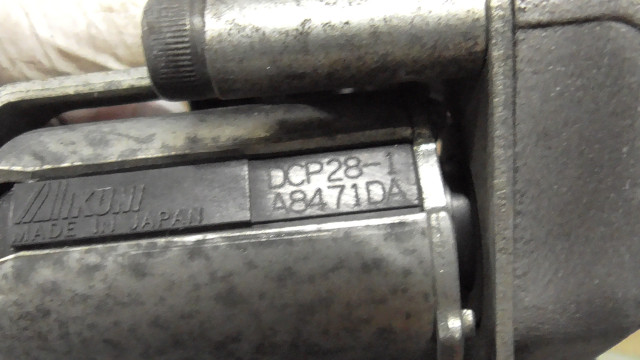 MIKUNI
MADE IN JAPAN
DCP28-1
A8471DA